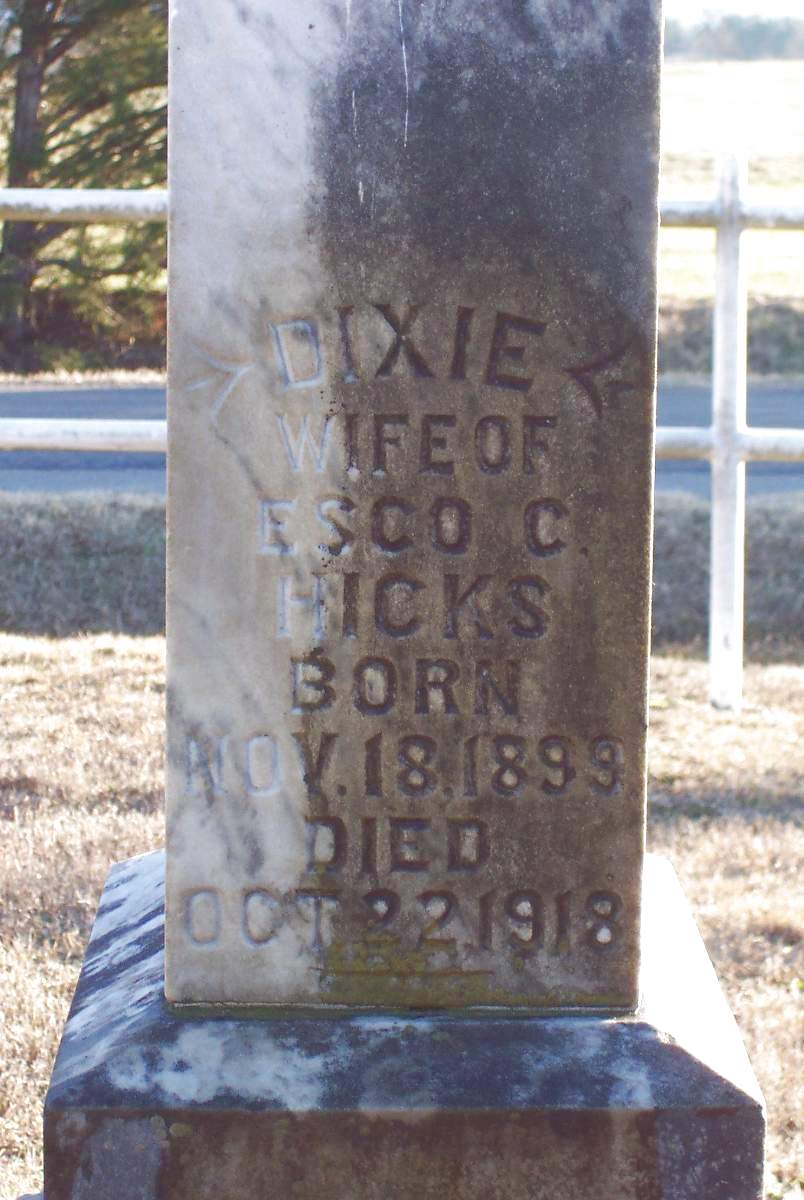 DIXIE
WIFE OF
ESCO C.
HICKS
BORN
NOV. 18, 1899
DIED
OCT 22 1918